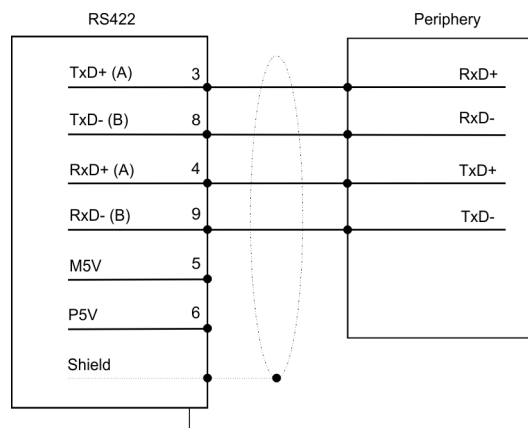 RS422 Periphery
TxD+ (A) 3 RxD+
TxD- (B) 8 RxD-
RxD+ (A) 4 TxD+
RxD- (B) 9 TxD-
M5V 5
P5V 6
Shield